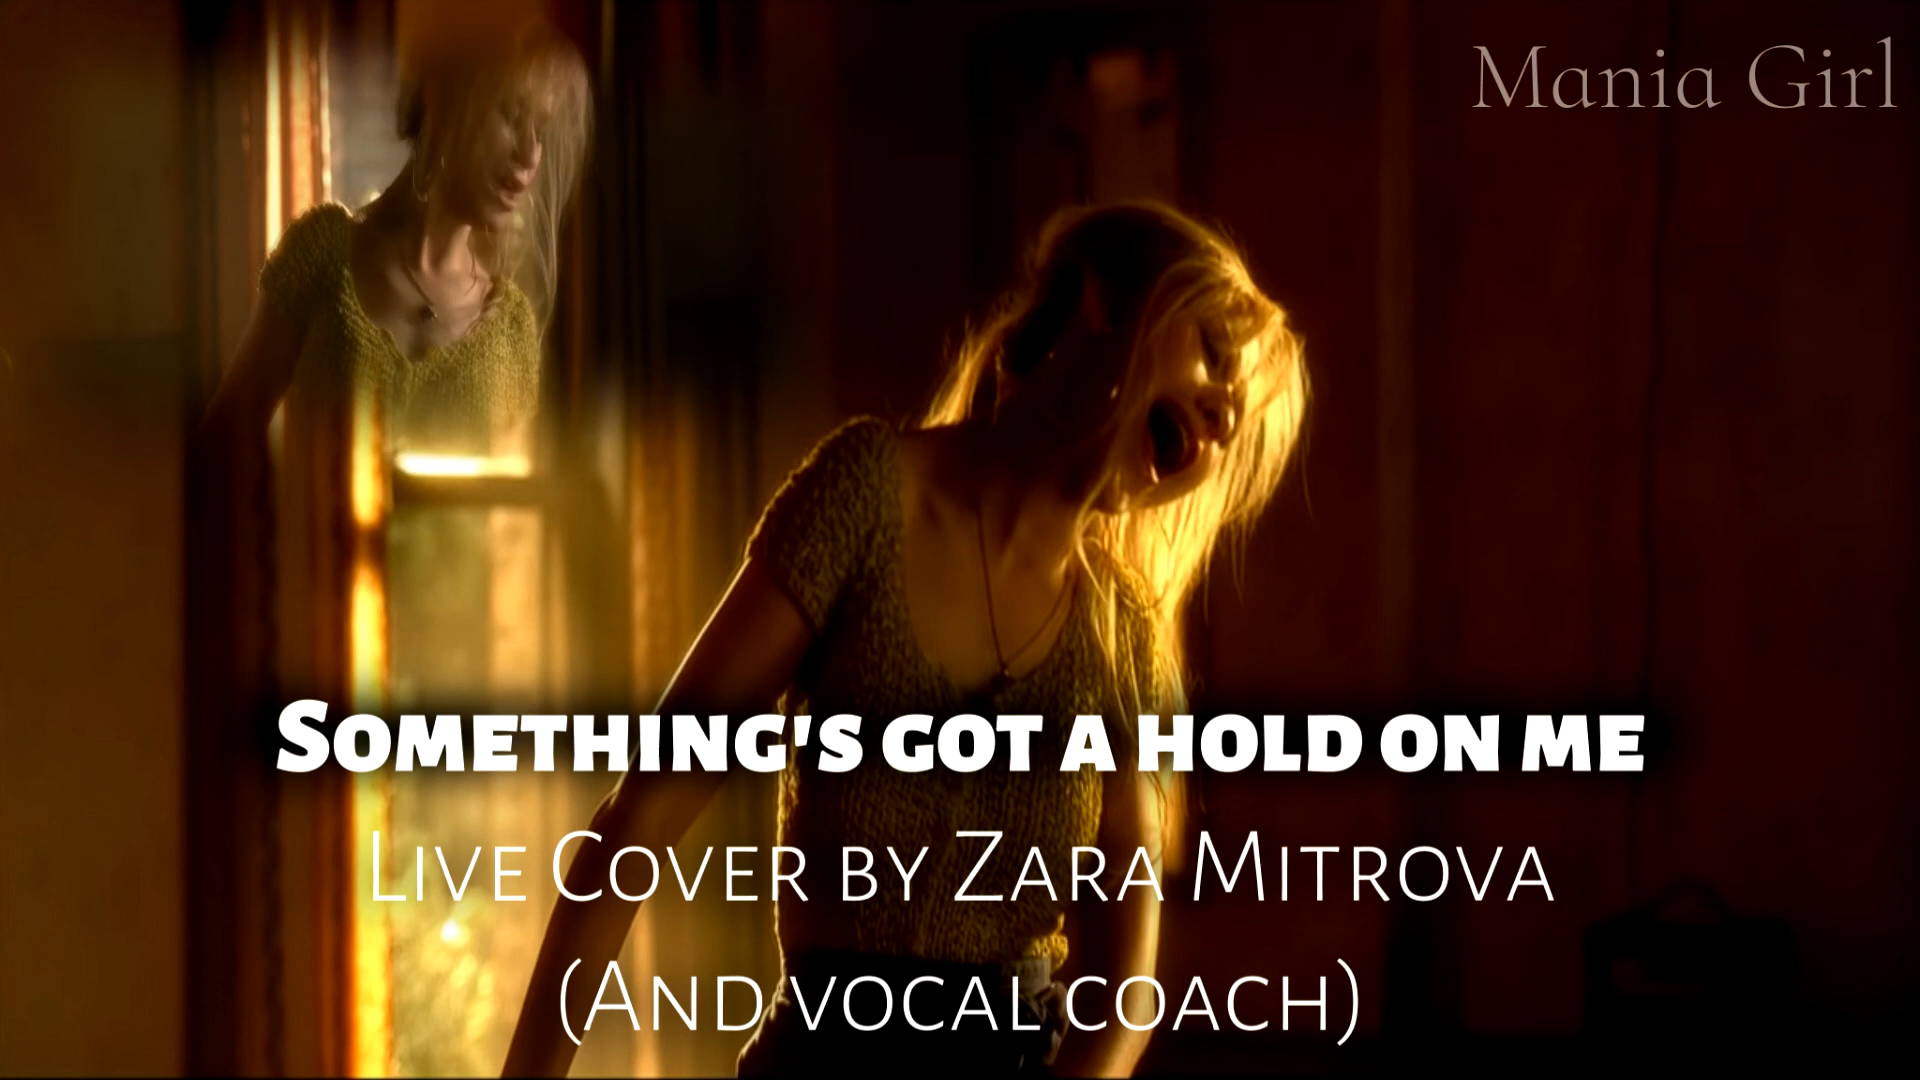 Mania Girl
Something's got a hold on me
Live Cover by Zara Mitrova
(And vocal coach)